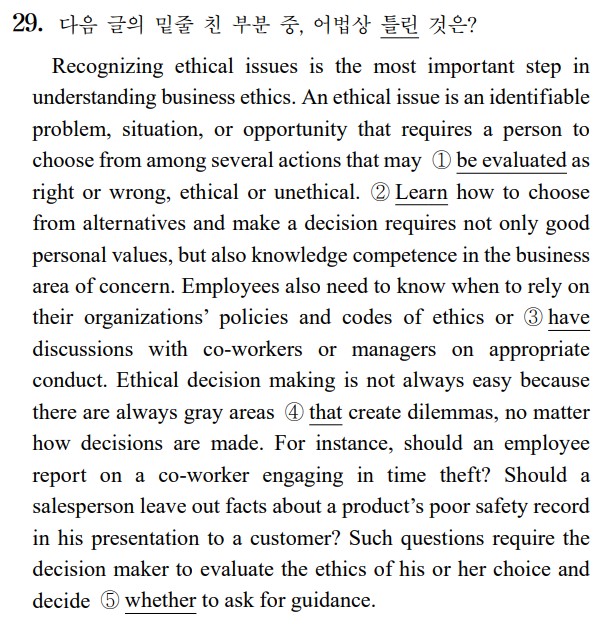 29. 다음 글의 밑줄 친 부분 중, 어법상 틀린 것은?
Recognizing ethical issues is the most important step in
understanding business ethics. An ethical issue is an identifiable
problem, situation, or opportunity that requires a person to
choose from among several actions that may ① be evaluated as
right or wrong, ethical or unethical. ② Learn how to choose
from alternatives and make a decision requires not only good
personal values, but also knowledge competence in the business
area of concern. Employees also need to know when to rely on
their organizations’ policies and codes of ethics or ③ have
discussions with co-workers or managers on appropriate
conduct. Ethical decision making is not always easy because
there are always gray areas ④ that create dilemmas, no matter
how decisions are made. For instance, should an employee
report on a co-worker engaging in time theft? Should a
salesperson leave out facts about a product’s poor safety record
in his presentation to a customer? Such questions require the
decision maker to evaluate the ethics of his or her choice and
decide ⑤ whether to ask for guidance.